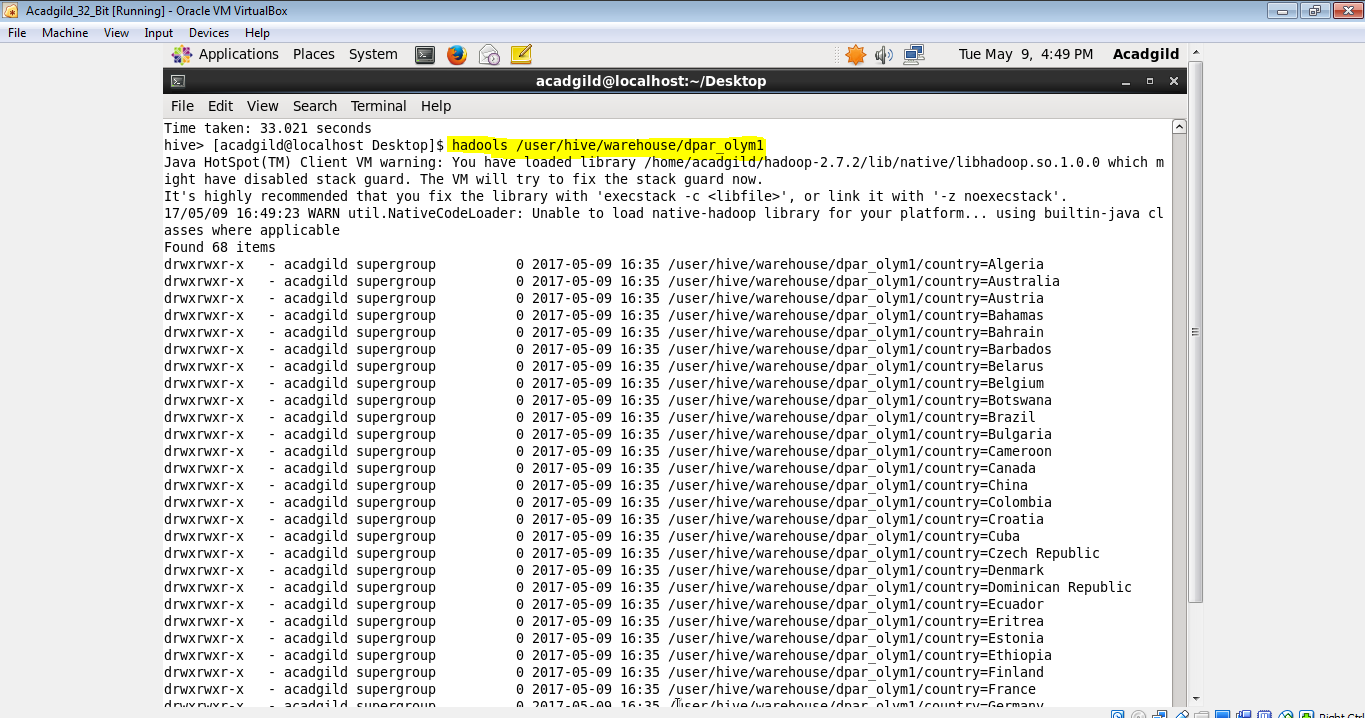 Acadgild_32_Bit [Running] - Oracle VM VirtualBox
File Machine View Input Devices Help
Applications Places System Tue May 9, 4:49 PM Acadgild
acadgild@localhost:~/Desktop
File Edit View Search Terminal Help
Time taken: 33.021 seconds
hive> [acadgild@localhost Desktop]$ hadools /user/hive/warehouse/dpar_olym1
Java HotSpot(TM) Client VM warning: You have loaded library /home/acadgild/hadoop-2.7.2/lib/native/libhadoop.so.1.0.0 which m
ight have disabled stack guard. The VM will try to fix the stack guard now.
It's highly recommended that you fix the library with 'execstack -c <libfile>', or link it with '-z noexecstack'.
17/05/09 16:49:23 WARN util.NativeCodeLoader: Unable to load native-hadoop library for your platform... using builtin-java cl
asses where applicable
Found 68 items
drwxrwxr-x - acadgild supergroup 0 2017-05-09 16:35 /user/hive/warehouse/dpar_olym1/country=Algeria
drwxrwxr-x - acadgild supergroup 0 2017-05-09 16:35 /user/hive/warehouse/dpar_olym1/country=Australia
drwxrwxr-x - acadgild supergroup 0 2017-05-09 16:35 /user/hive/warehouse/dpar_olym1/country=Austria
drwxrwxr-x - acadgild supergroup 0 2017-05-09 16:35 /user/hive/warehouse/dpar_olym1/country=Bahamas
drwxrwxr-x - acadgild supergroup 0 2017-05-09 16:35 /user/hive/warehouse/dpar_olym1/country=Bahrain
drwxrwxr-x - acadgild supergroup 0 2017-05-09 16:35 /user/hive/warehouse/dpar_olym1/country=Barbados
drwxrwxr-x - acadgild supergroup 0 2017-05-09 16:35 /user/hive/warehouse/dpar_olym1/country=Belarus
drwxrwxr-x - acadgild supergroup 0 2017-05-09 16:35 /user/hive/warehouse/dpar_olym1/country=Belgium
drwxrwxr-x - acadgild supergroup 0 2017-05-09 16:35 /user/hive/warehouse/dpar_olym1/country=Botswana
drwxrwxr-x - acadgild supergroup 0 2017-05-09 16:35 /user/hive/warehouse/dpar_olym1/country=Brazil
drwxrwxr-x - acadgild supergroup 0 2017-05-09 16:35 /user/hive/warehouse/dpar_olym1/country=Bulgaria
drwxrwxr-x - acadgild supergroup 0 2017-05-09 16:35 /user/hive/warehouse/dpar_olym1/country=Cameroon
drwxrwxr-x - acadgild supergroup 0 2017-05-09 16:35 /user/hive/warehouse/dpar_olym1/country=Canada
drwxrwxr-x - acadgild supergroup 0 2017-05-09 16:35 /user/hive/warehouse/dpar_olym1/country=China
drwxrwxr-x - acadgild supergroup 0 2017-05-09 16:35 /user/hive/warehouse/dpar_olym1/country=Colombia
drwxrwxr-x - acadgild supergroup 0 2017-05-09 16:35 /user/hive/warehouse/dpar_olym1/country=Croatia
drwxrwxr-x - acadgild supergroup 0 2017-05-09 16:35 /user/hive/warehouse/dpar_olym1/country=Cuba
drwxrwxr-x - acadgild supergroup 0 2017-05-09 16:35 /user/hive/warehouse/dpar_olym1/country=Czech Republic
drwxrwxr-x - acadgild supergroup 0 2017-05-09 16:35 /user/hive/warehouse/dpar_olym1/country=Denmark
drwxrwxr-x - acadgild supergroup 0 2017-05-09 16:35 /user/hive/warehouse/dpar_olym1/country=Dominican Republic
drwxrwxr-x - acadgild supergroup 0 2017-05-09 16:35 /user/hive/warehouse/dpar_olym1/country=Ecuador
drwxrwxr-x - acadgild supergroup 0 2017-05-09 16:35 /user/hive/warehouse/dpar_olym1/country=Eritrea
drwxrwxr-x - acadgild supergroup 0 2017-05-09 16:35 /user/hive/warehouse/dpar_olym1/country=Estonia
drwxrwxr-x - acadgild supergroup 0 2017-05-09 16:35 /user/hive/warehouse/dpar_olym1/country=Ethiopia
drwxrwxr-x - acadgild supergroup 0 2017-05-09 16:35 /user/hive/warehouse/dpar_olym1/country=Finland
drwxrwxr-x - acadgild supergroup 0 2017-05-09 16:35 /user/hive/warehouse/dpar_olym1/country=France
drwxrwxr-x - acadgild supergroup 0 2017-05-09 16:35 /user/hive/warehouse/dpar_olym1/country=Germany
Right Ctrl